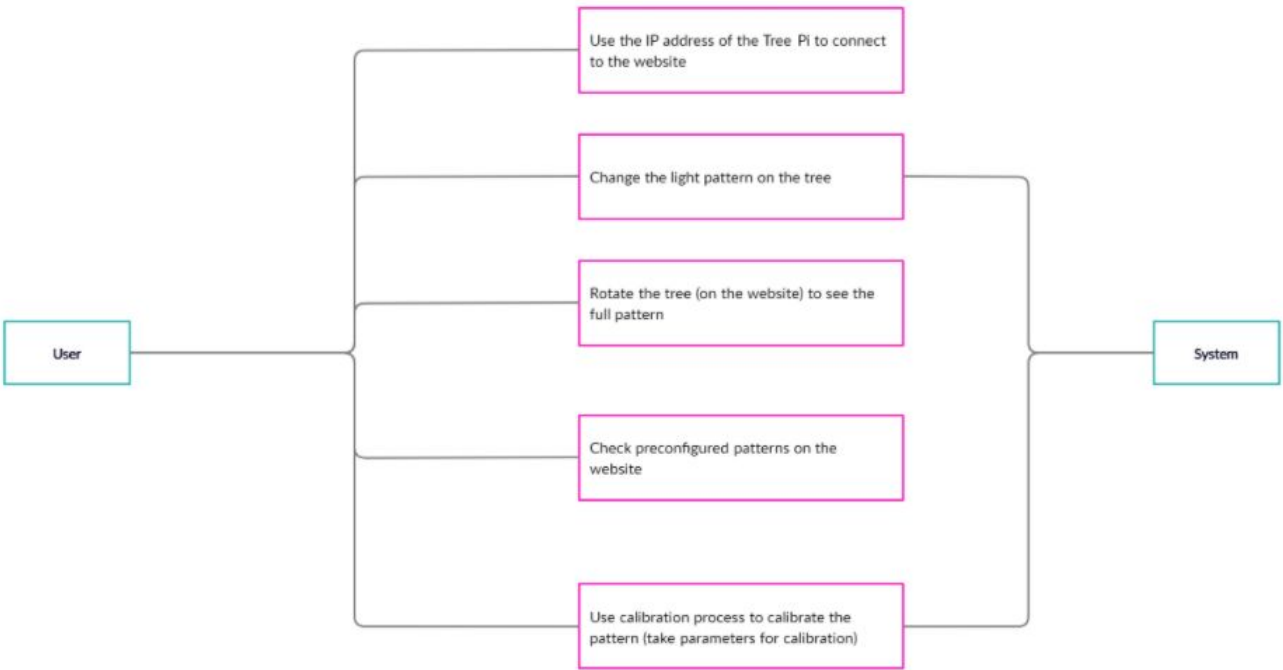 Use the IP address of the Tree Pi to connect
to the website
Change the light pattern on the tree
Rotate the tree (on the website) to see the
full pattern
User
System
Check preconfigured patterns on the
website
Use calibration process to calibrate the
pattern (take parameters for calibration)